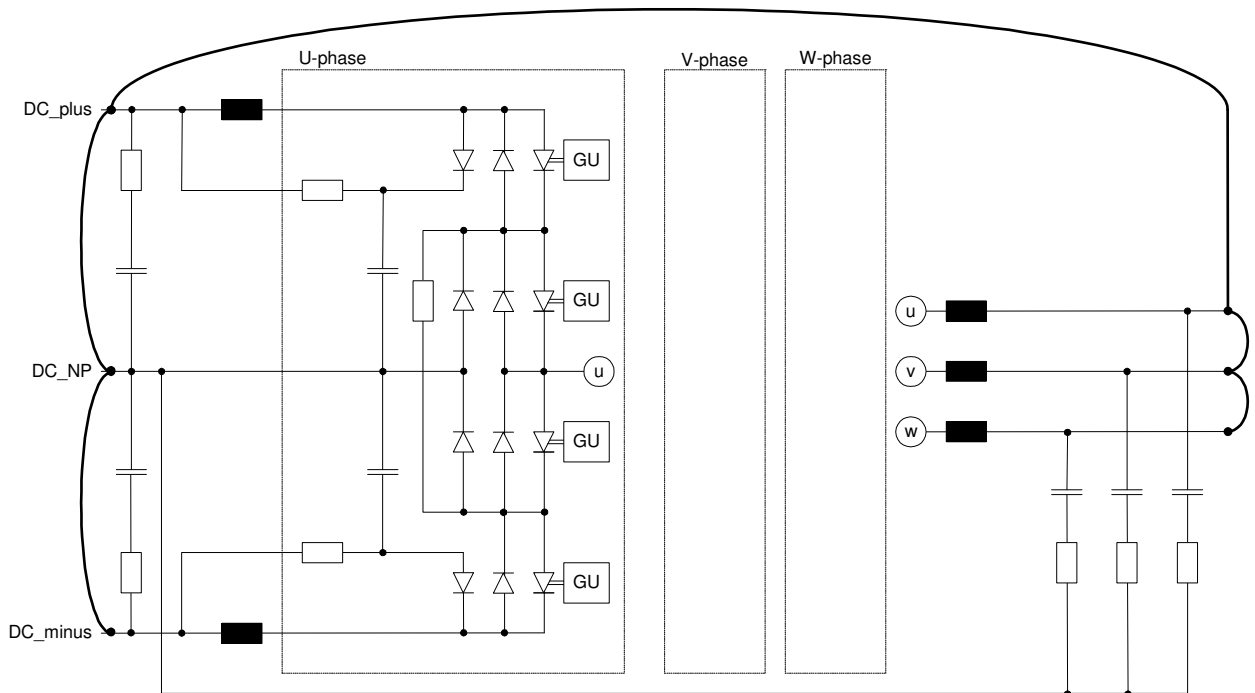 U-phase
V-phase
W-phase
DC_plus
GU
GU
u
DC_NP
u
v
GU
w
GU
DC_minus